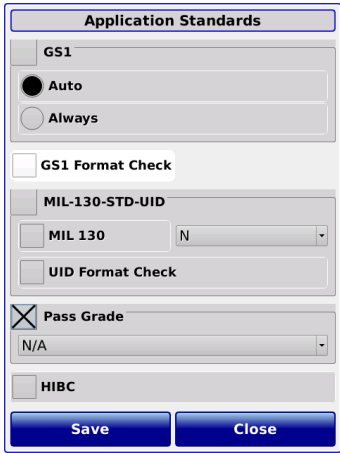 Application Standards
GS1
Auto
Always
GS1 Format Check
MIL-130-STD-UID
MIL 130 N
UID Format Check
Pass Grade
N/A
HIBC
Save Close